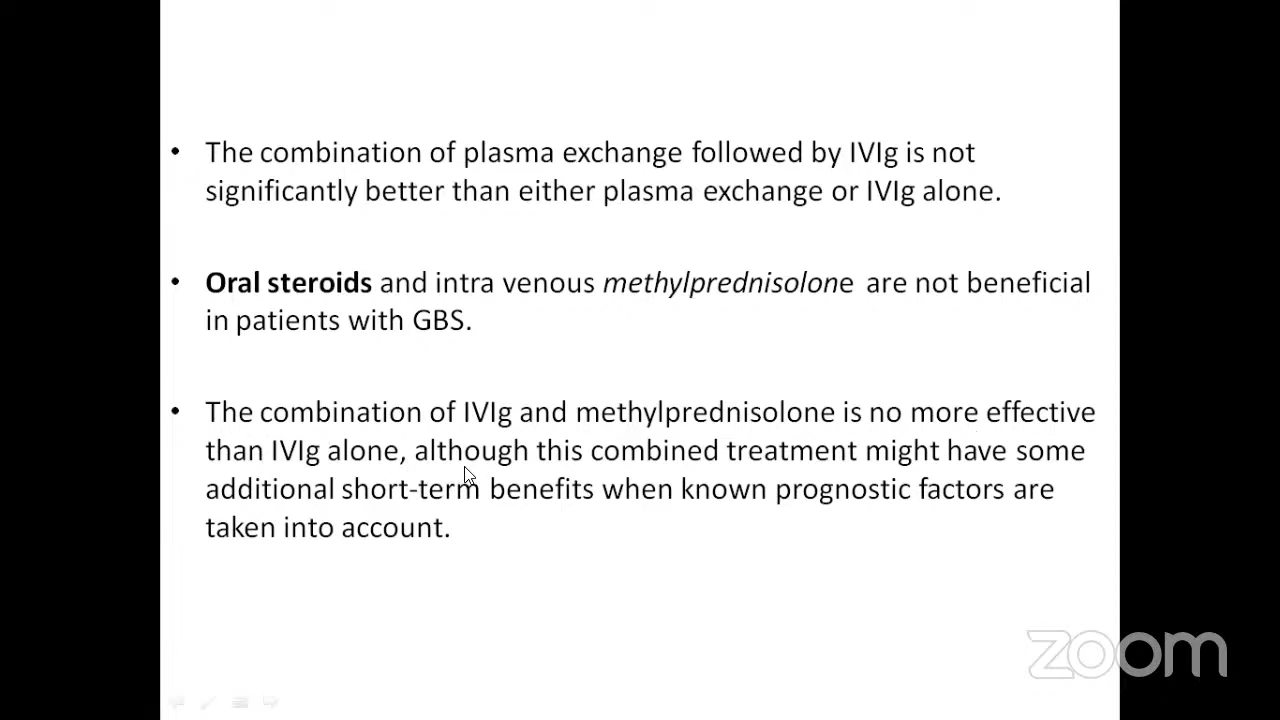 • The combination of plasma exchange followed by IVIg is not
significantly better than either plasma exchange or IVIg alone.
• Oral steroids and intra venous methylprednisolone are not beneficial
in patients with GBS.
• The combination of IVIg and methylprednisolone is no more effective
than IVIg alone, although this combined treatment might have some
additional short-term benefits when known prognostic factors are
taken into account.
zoom